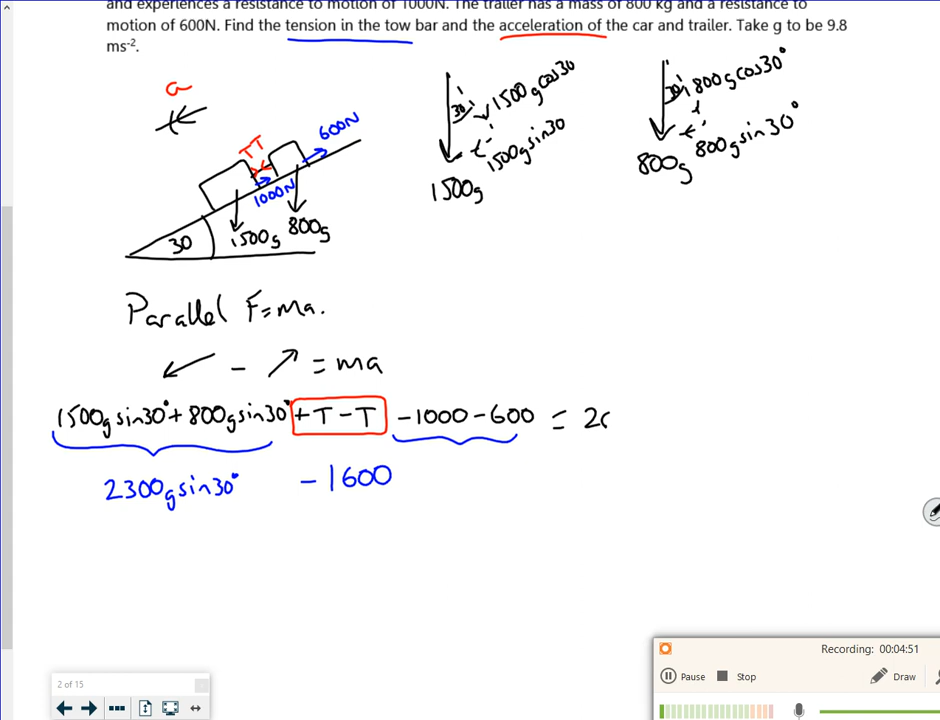 and experiences a resistance to motion of 1000N. The trailer has a mass of 800 kg and a resistance to
motion of 600N. Find the tension in the tow bar and the acceleration of the car and trailer. Take g to be 9.8
ms⁻².
a
TT
600N
1000N
1500g
800g
30
30
1500gcos30
1500gsin30
1500g
30
800gcos30°
800gsin30°
800g
Parallel F=ma.
↙ − ↗ = ma
1500gsin30° + 800gsin30° + T − T − 1000 − 600 = 20
2300gsin30° − 1600
Recording: 00:04:51
Pause Stop Draw
2 of 15